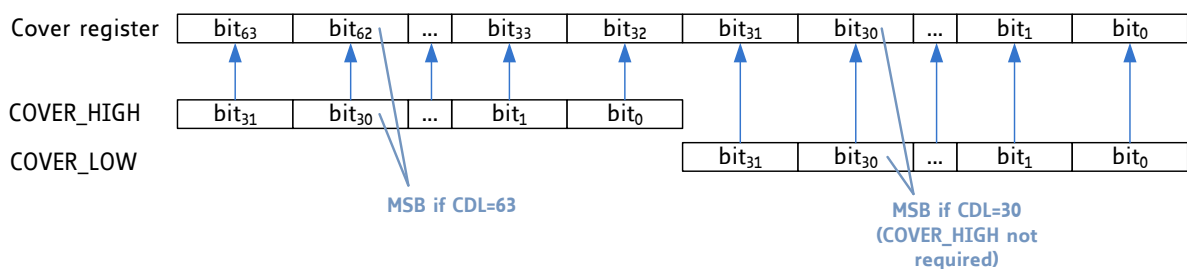 Cover register bit63 bit62 ... bit33 bit32 bit31 bit30 ... bit1 bit0
COVER_HIGH bit31 bit30 ... bit1 bit0
COVER_LOW bit31 bit30 ... bit1 bit0
MSB if CDL=63
MSB if CDL=30
(COVER_HIGH not
required)